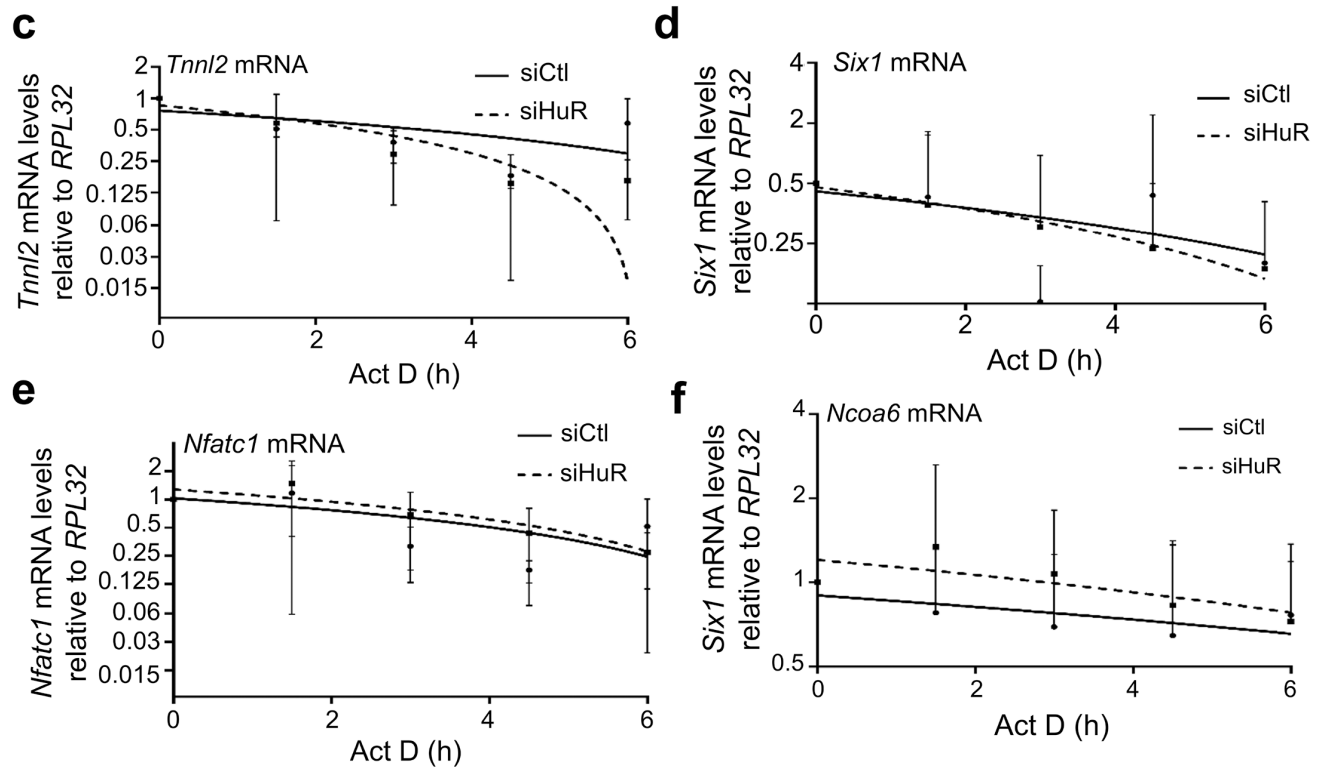 c
Tnnl2 mRNA
Tnnl2 mRNA levels
relative to RPL32
siCtl
siHuR
2
1
0.5
0.25
0.125
0.06
0.03
0.015
0
2
4
6
Act D (h)
d
Six1 mRNA
Six1 mRNA levels
relative to RPL32
siCtl
siHuR
4
2
0.5
0.25
0
2
4
6
Act D (h)
e
Nfatc1 mRNA
Nfatc1 mRNA levels
relative to RPL32
siCtl
siHuR
2
1
0.5
0.25
0.125
0.06
0.03
0.015
0
2
4
6
Act D (h)
f
Ncoa6 mRNA
Six1 mRNA levels
relative to RPL32
siCtl
siHuR
4
2
1
0.5
0
2
4
6
Act D (h)